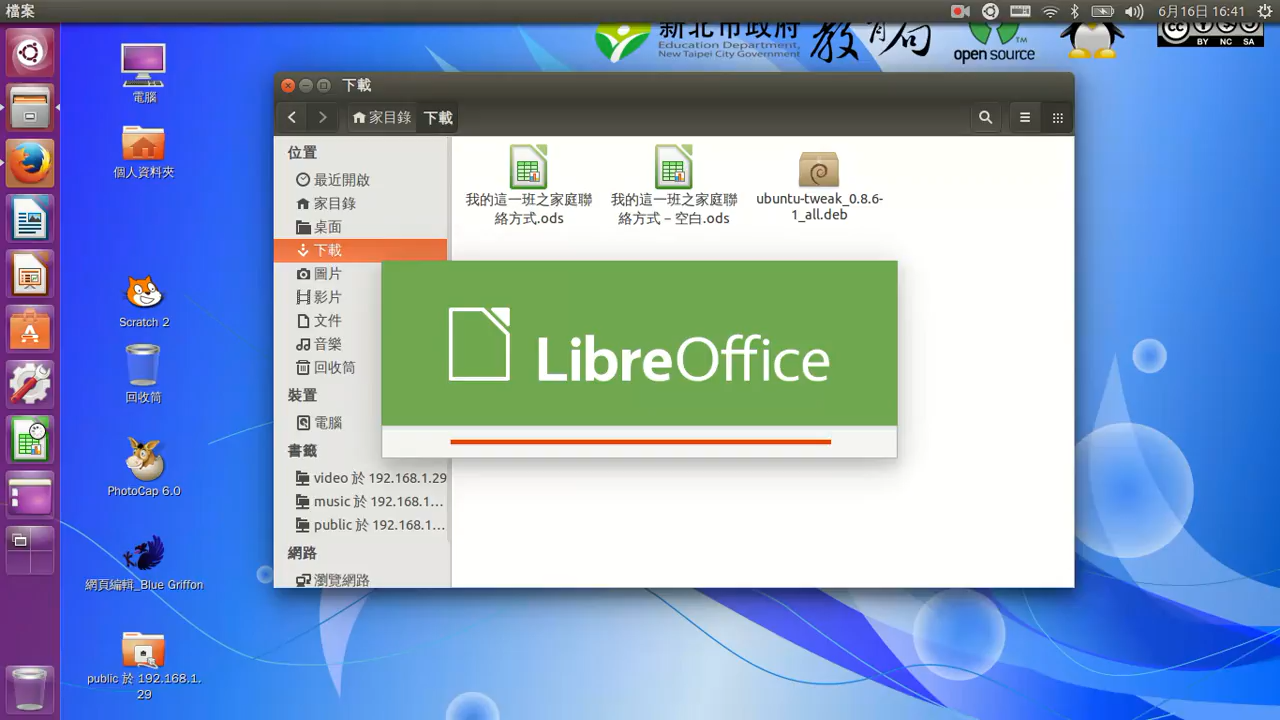 檔案
6月16日 16:41
新北市政府
Education Department,
New Taipei City Government
教育局
open source
TM
CC
BY NC SA
電腦
個人資料夾
Scratch 2
回收筒
PhotoCap 6.0
網頁編輯_Blue Griffon
public 於 192.168.1.
29
下載
家目錄
下載
位置
最近開啟
家目錄
桌面
下載
圖片
影片
文件
音樂
回收筒
裝置
電腦
書籤
video 於 192.168.1.29
music 於 192.168.1...
public 於 192.168.1...
網路
瀏覽網路
我的這一班之家庭聯
絡方式.ods
我的這一班之家庭聯
絡方式－空白.ods
ubuntu-tweak_0.8.6-
1_all.deb
LibreOffice